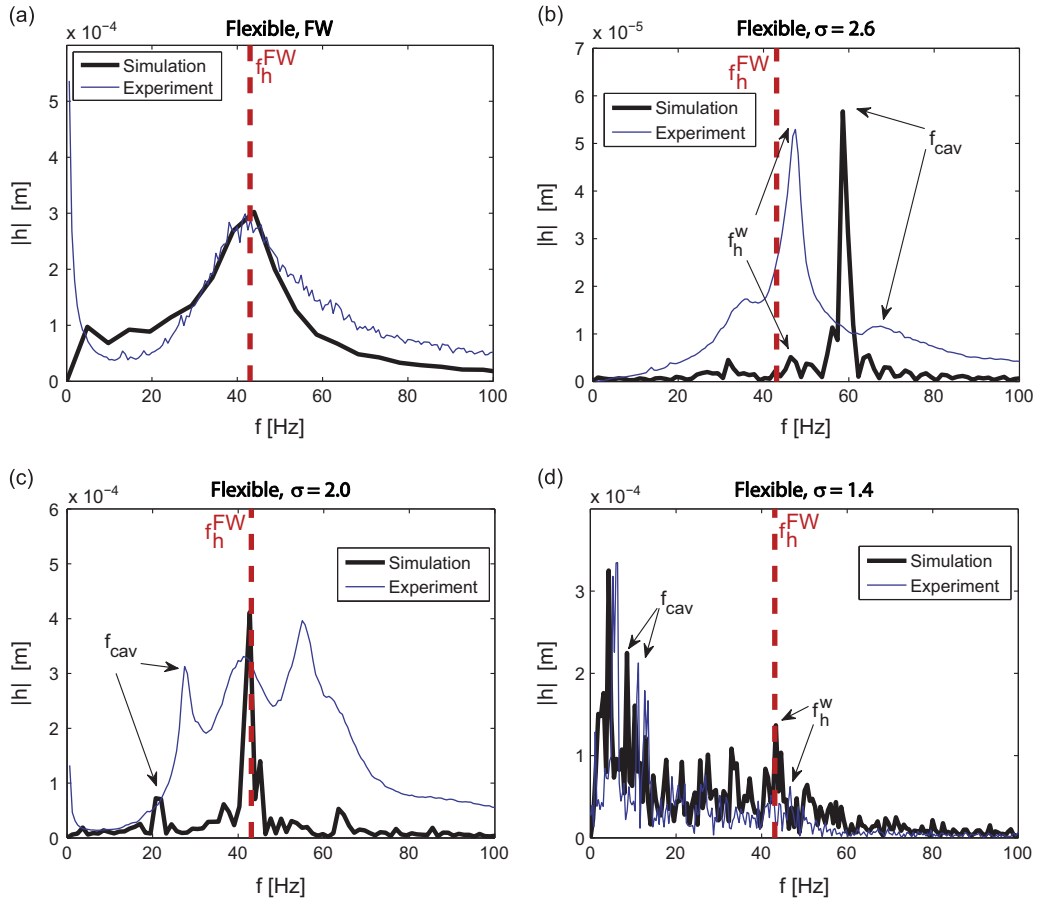 (a)
Flexible, FW
x 10⁻⁴
Simulation
Experiment
f_h^FW
5
4
3
2
1
0
|h| [m]
0 20 40 60 80 100
f [Hz]
(b)
Flexible, σ = 2.6
x 10⁻⁵
f_h^FW
Simulation
Experiment
f_cav
f_h^w
7
6
5
4
3
2
1
0
|h| [m]
0 20 40 60 80 100
f [Hz]
(c)
Flexible, σ = 2.0
x 10⁻⁴
f_h^FW
Simulation
Experiment
f_cav
6
5
4
3
2
1
0
|h| [m]
0 20 40 60 80 100
f [Hz]
(d)
Flexible, σ = 1.4
x 10⁻⁴
f_h^FW
Simulation
Experiment
f_cav
f_h^w
3
2
1
0
|h| [m]
0 20 40 60 80 100
f [Hz]